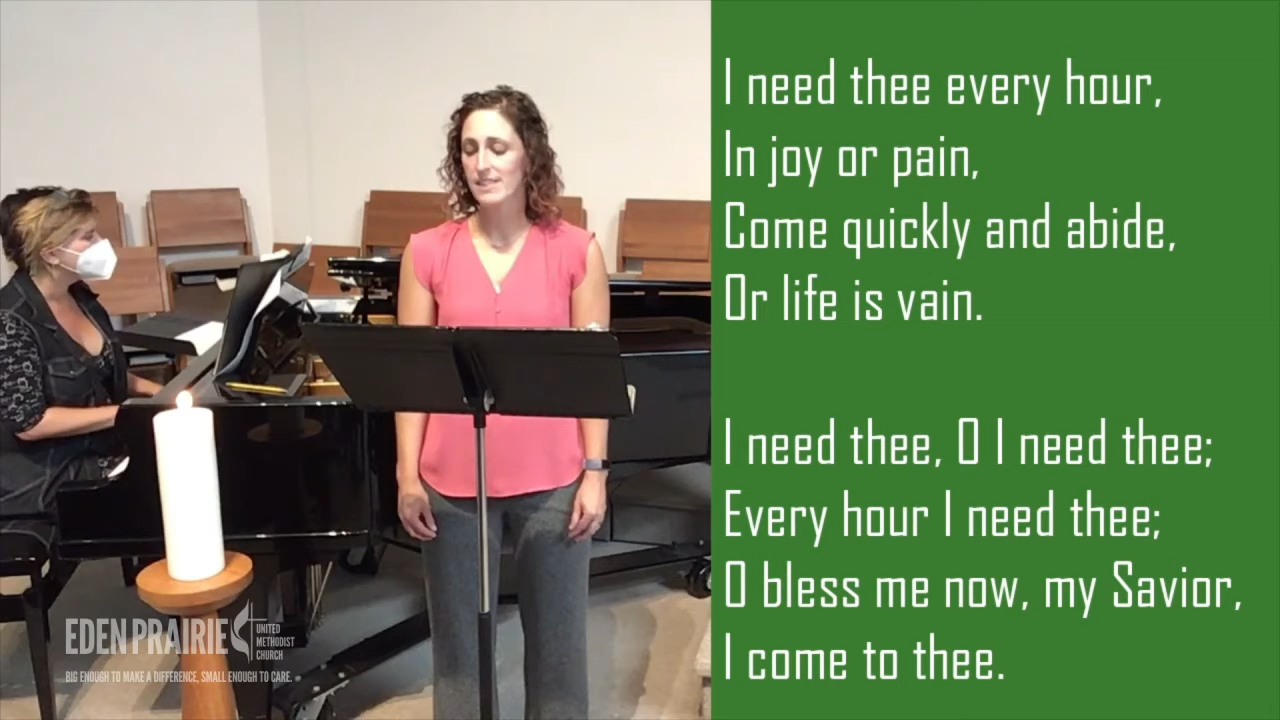 I need thee every hour,
In joy or pain,
Come quickly and abide,
Or life is vain.
I need thee, O I need thee;
Every hour I need thee;
O bless me now, my Savior,
I come to thee.
EDEN PRAIRIE
UNITED
METHODIST
CHURCH
BIG ENOUGH TO MAKE A DIFFERENCE, SMALL ENOUGH TO CARE.